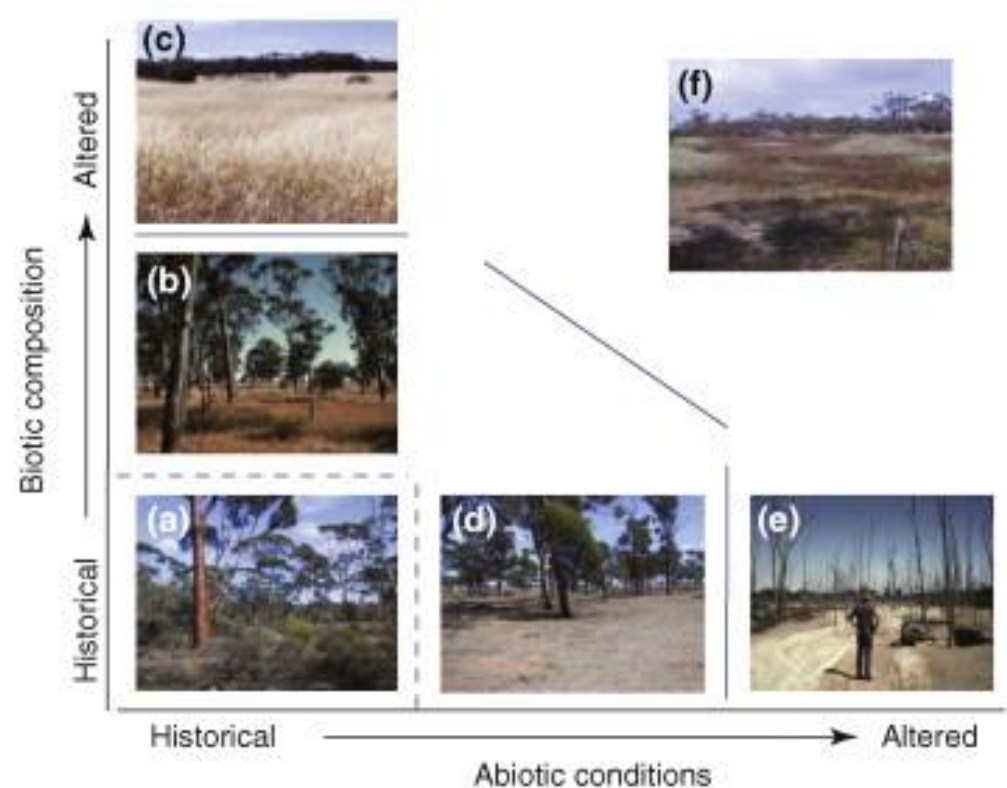 (c)
(f)
Altered
(b)
Biotic composition
(a)
(d)
(e)
Historical
Historical
Altered
Abiotic conditions